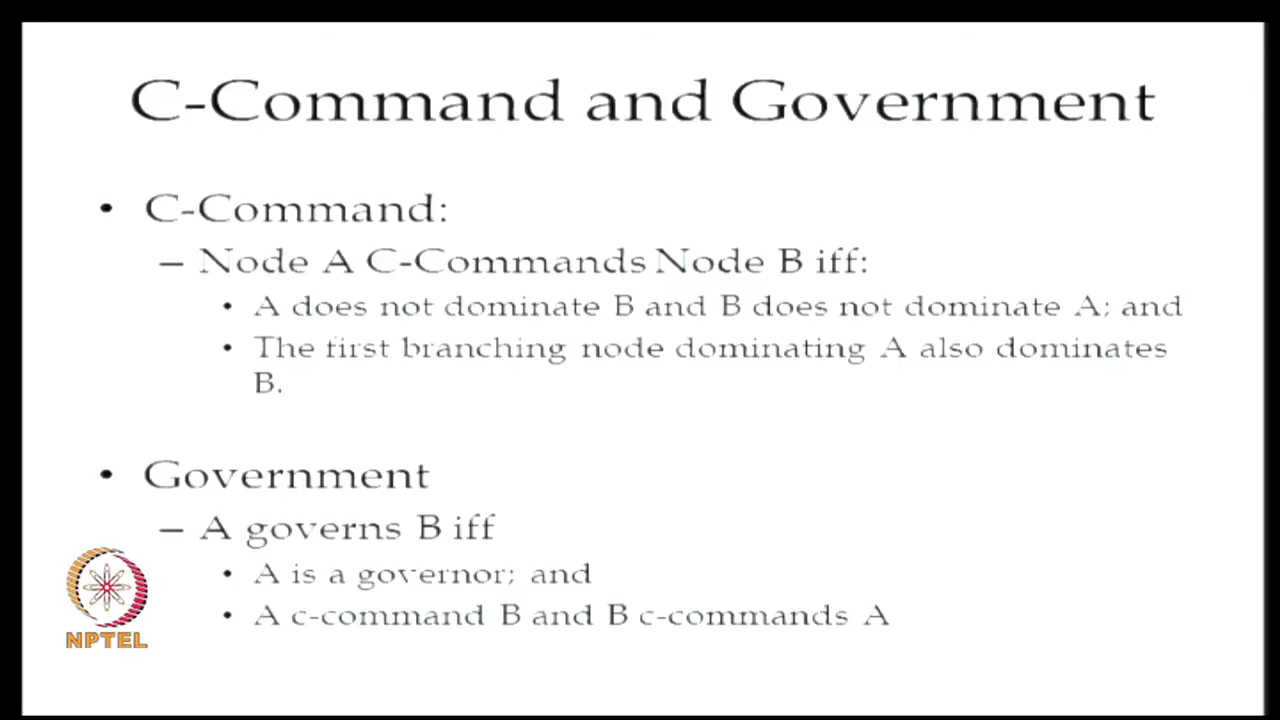 C-Command and Government
• C-Command:
– Node A C-Commands Node B iff:
• A does not dominate B and B does not dominate A; and
• The first branching node dominating A also dominates
B.
• Government
– A governs B iff
• A is a governor; and
• A c-command B and B c-commands A
NPTEL